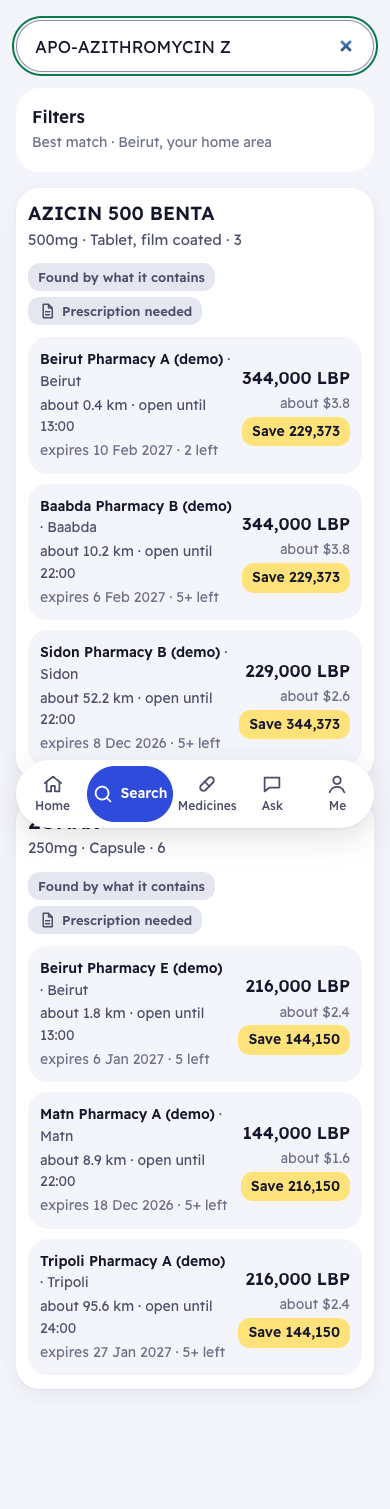 APO-AZITHROMYCIN Z
Filters
Best match · Beirut, your home area
AZICIN 500 BENTA
500mg · Tablet, film coated · 3
Found by what it contains
Prescription needed
Beirut Pharmacy A (demo) ·
Beirut
about 0.4 km · open until
13:00
expires 10 Feb 2027 · 2 left
344,000 LBP
about $3.8
Save 229,373
Baabda Pharmacy B (demo)
· Baabda
about 10.2 km · open until
22:00
expires 6 Feb 2027 · 5+ left
344,000 LBP
about $3.8
Save 229,373
Sidon Pharmacy B (demo) ·
Sidon
about 52.2 km · open until
22:00
expires 8 Dec 2026 · 5+ left
229,000 LBP
about $2.6
Save 344,373
Home
Search
Medicines
Ask
Me
250mg · Capsule · 6
Found by what it contains
Prescription needed
Beirut Pharmacy E (demo)
· Beirut
about 1.8 km · open until
13:00
expires 6 Jan 2027 · 5 left
216,000 LBP
about $2.4
Save 144,150
Matn Pharmacy A (demo) ·
Matn
about 8.9 km · open until
22:00
expires 18 Dec 2026 · 5+ left
144,000 LBP
about $1.6
Save 216,150
Tripoli Pharmacy A (demo)
· Tripoli
about 95.6 km · open until
24:00
expires 27 Jan 2027 · 5+ left
216,000 LBP
about $2.4
Save 144,150